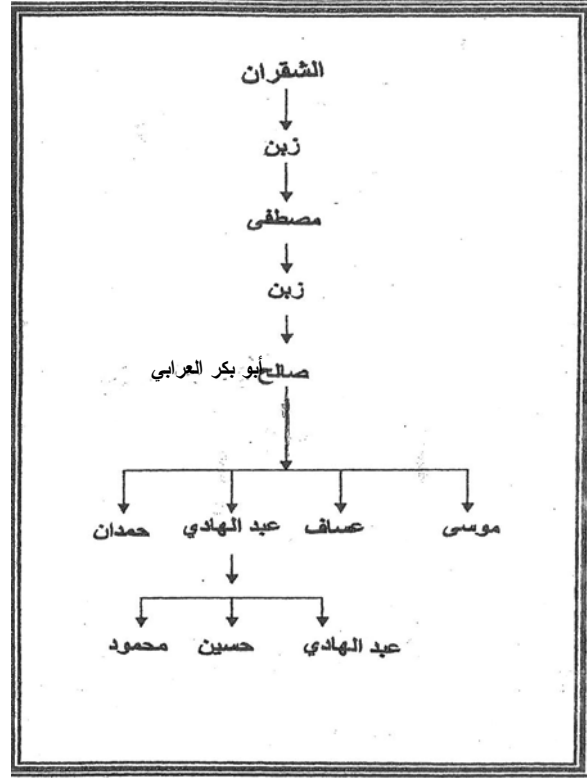 الشقران
زبن
مصطفى
زبن
صالح أبو بكر العرابي
موسى عساف عبد الهادي حمدان
عبد الهادي حسين محمود